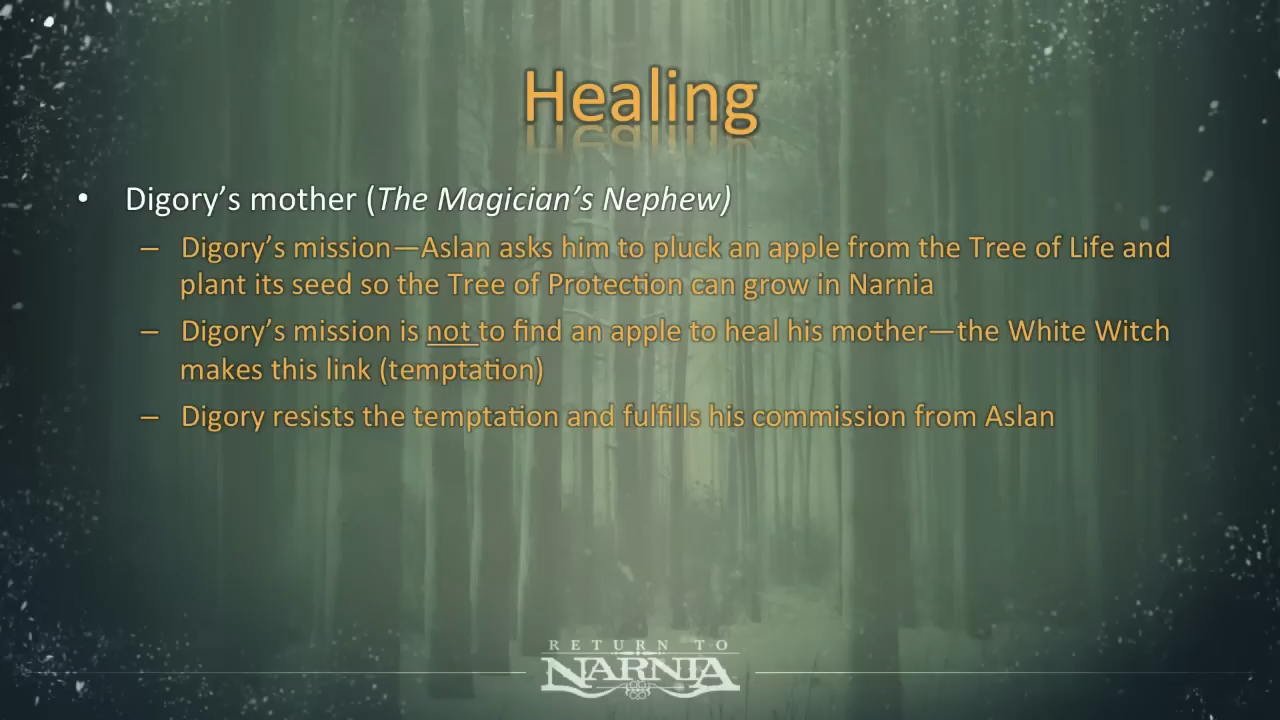 Healing
• Digory’s mother (The Magician’s Nephew)
– Digory’s mission—Aslan asks him to pluck an apple from the Tree of Life and
plant its seed so the Tree of Protection can grow in Narnia
– Digory’s mission is not to find an apple to heal his mother—the White Witch
makes this link (temptation)
– Digory resists the temptation and fulfills his commission from Aslan
RETURN TO
NARNIA